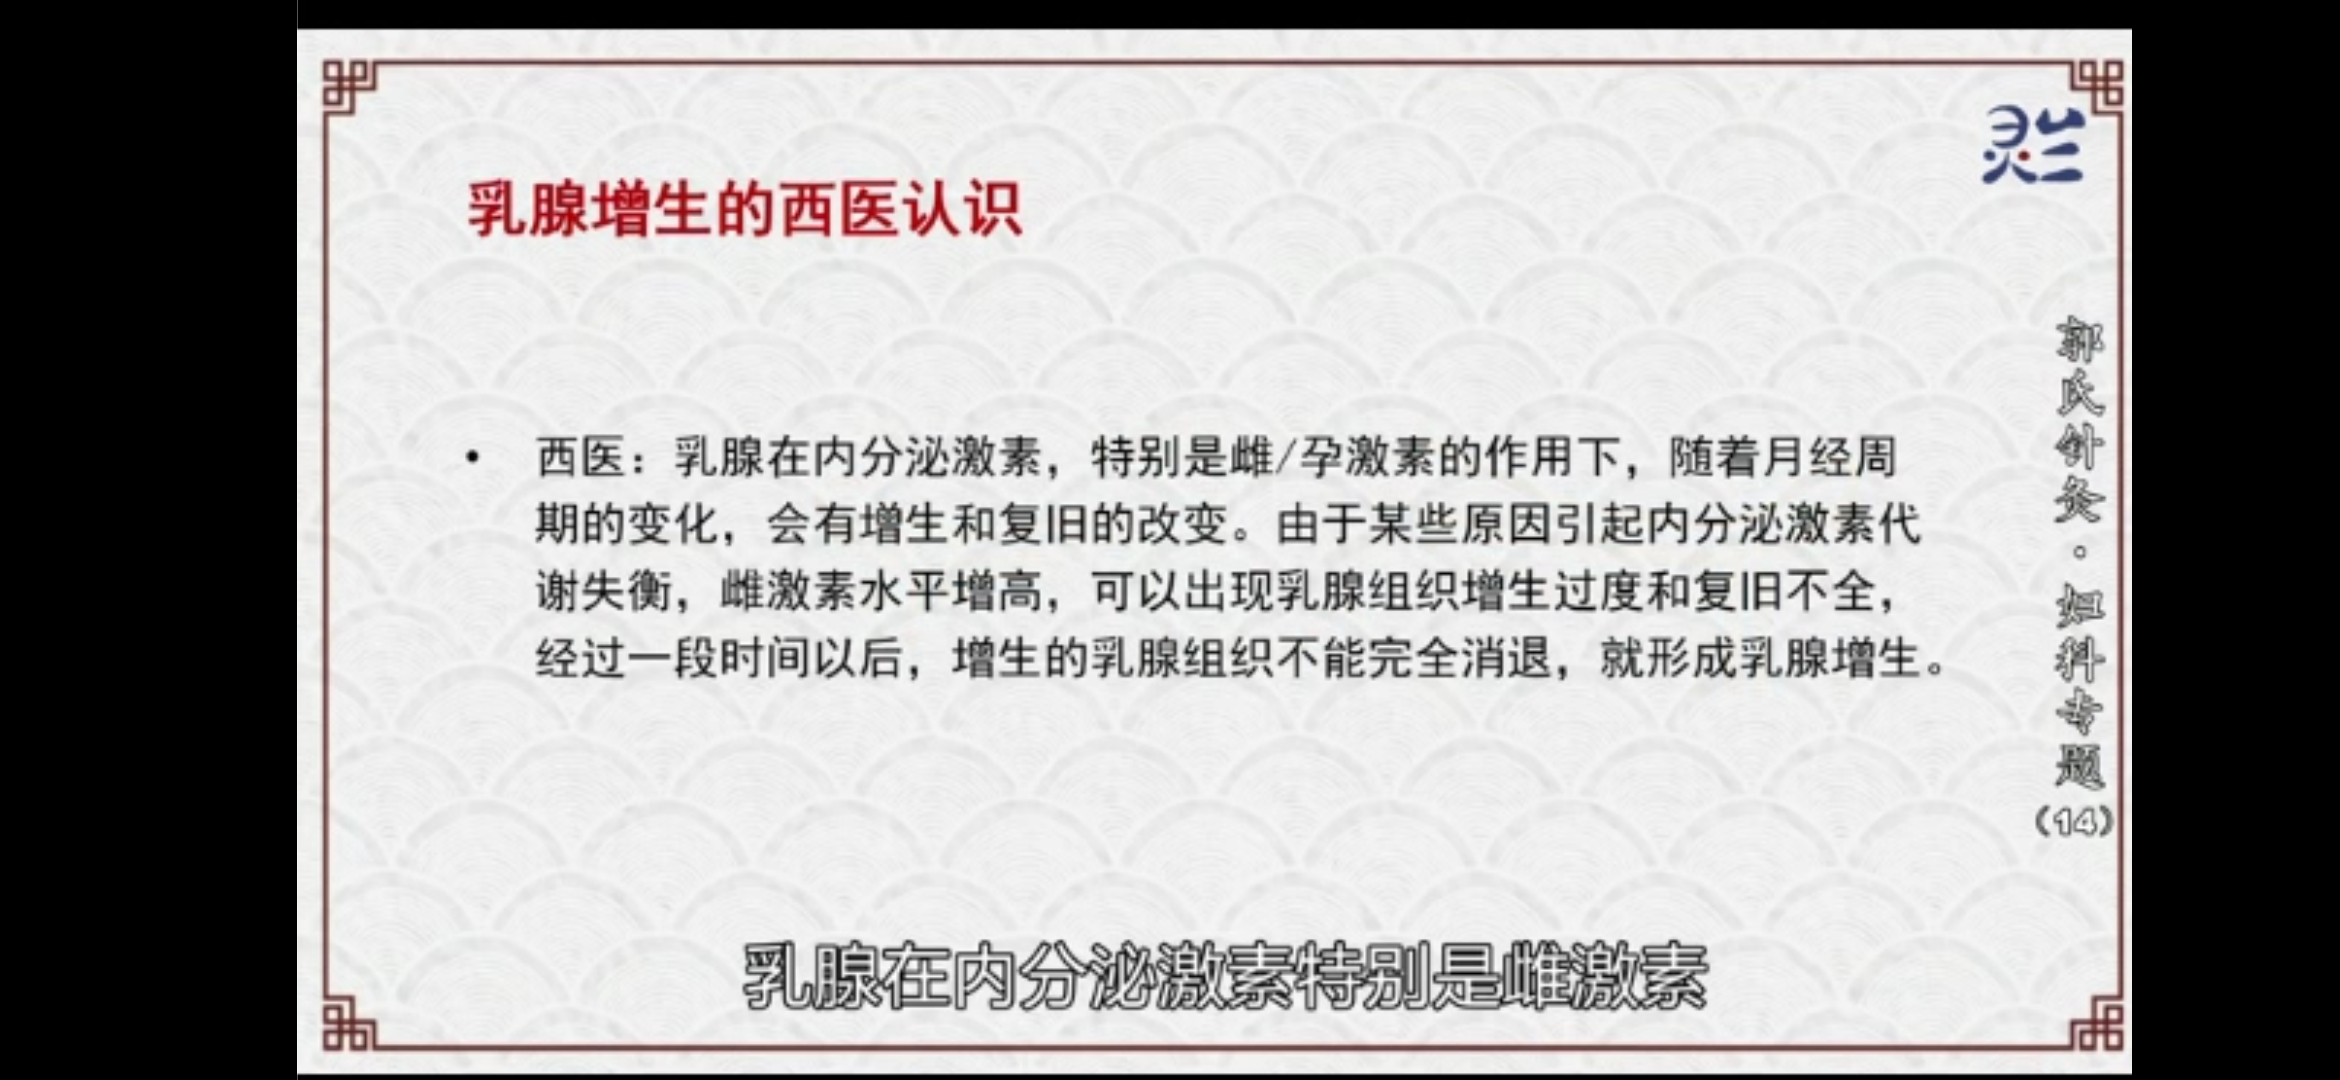 乳腺增生的西医认识
• 西医：乳腺在内分泌激素，特别是雌/孕激素的作用下，随着月经周
期的变化，会有增生和复旧的改变。由于某些原因引起内分泌激素代
谢失衡，雌激素水平增高，可以出现乳腺组织增生过度和复旧不全，
经过一段时间以后，增生的乳腺组织不能完全消退，就形成乳腺增生。
灵兰
郭氏针灸·妇科专题（14）
乳腺在内分泌激素特别是雌激素